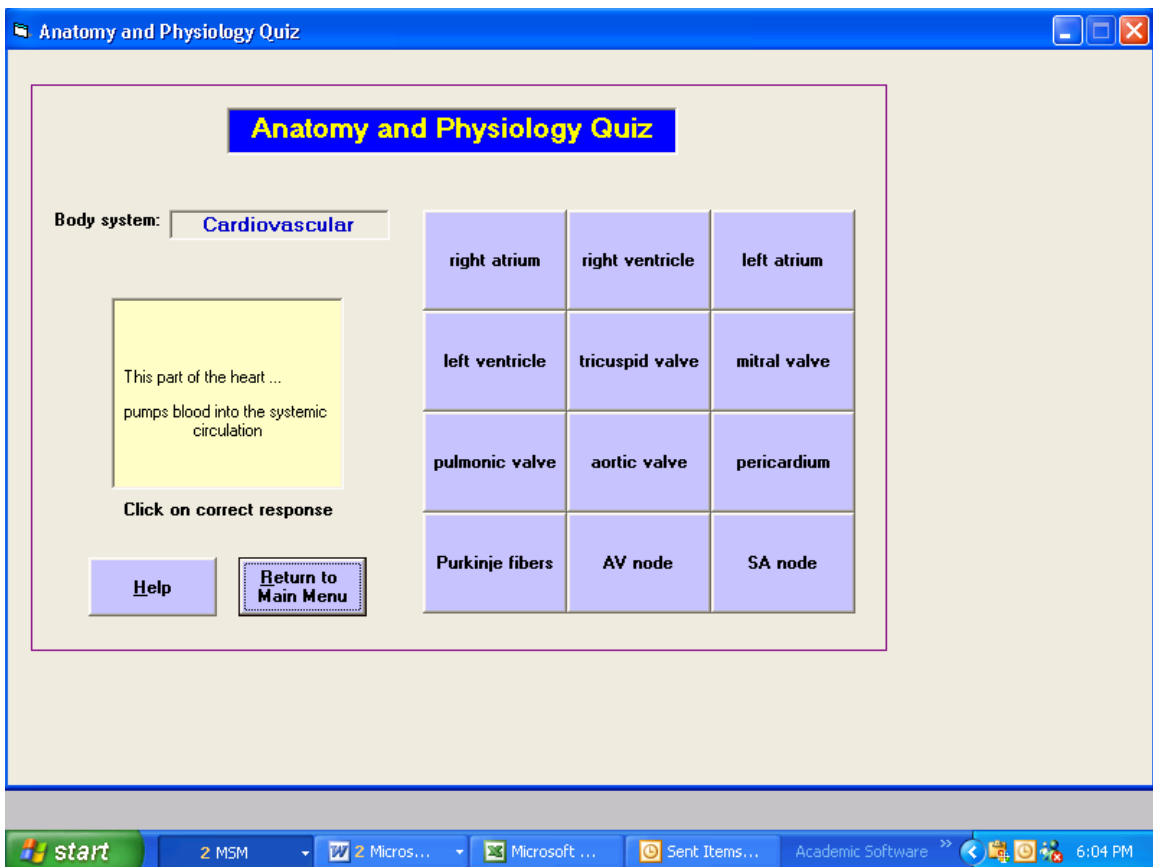 Anatomy and Physiology Quiz
Anatomy and Physiology Quiz
Body system: Cardiovascular
This part of the heart ...
pumps blood into the systemic
circulation
Click on correct response
Help
Return to
Main Menu
right atrium
right ventricle
left atrium
left ventricle
tricuspid valve
mitral valve
pulmonic valve
aortic valve
pericardium
Purkinje fibers
AV node
SA node
start
2 MSM
2 Micros...
Microsoft ...
Sent Items...
Academic Software
6:04 PM